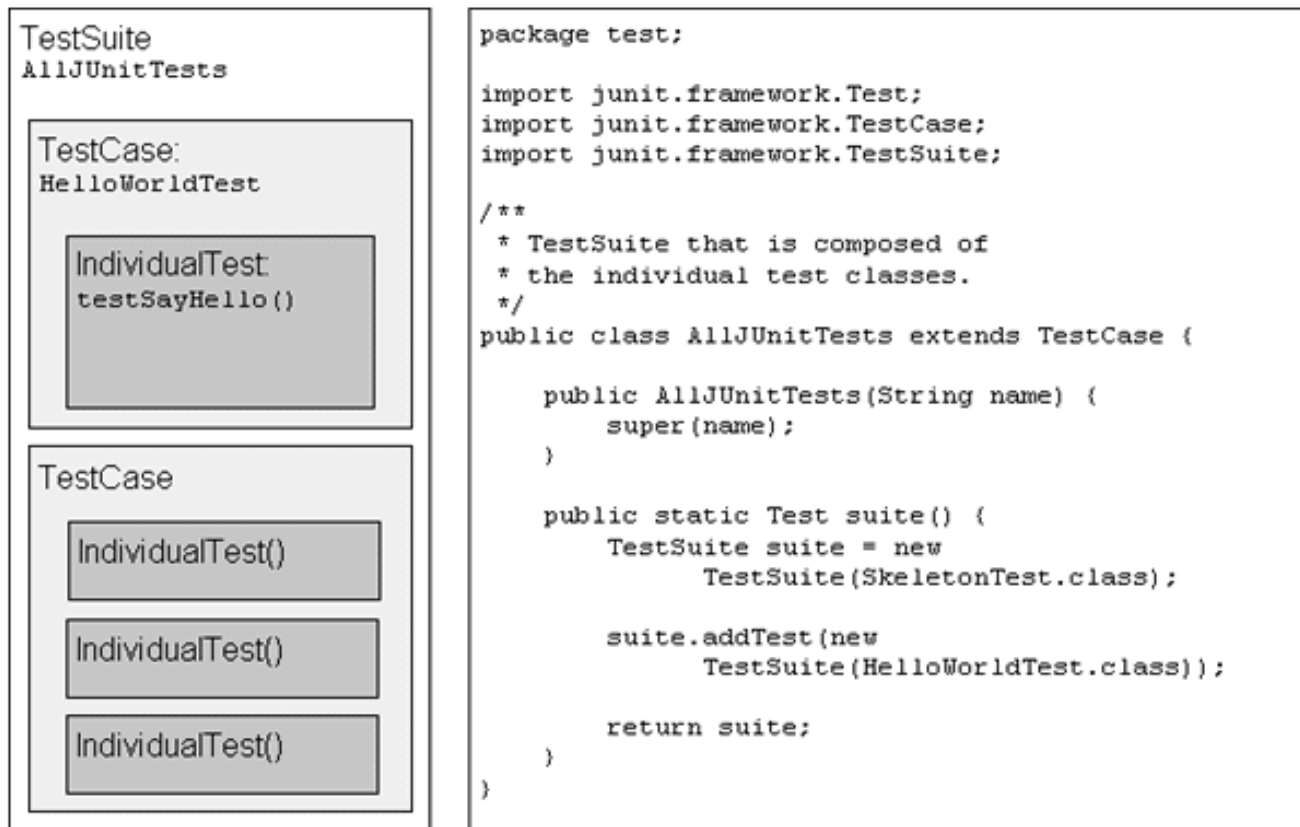 TestSuite
AllJUnitTests
TestCase:
HelloWorldTest
IndividualTest:
testSayHello()
TestCase
IndividualTest()
IndividualTest()
IndividualTest()
package test;
import junit.framework.Test;
import junit.framework.TestCase;
import junit.framework.TestSuite;
/**
* TestSuite that is composed of
* the individual test classes.
*/
public class AllJUnitTests extends TestCase {
public AllJUnitTests(String name) {
super(name);
}
public static Test suite() {
TestSuite suite = new
TestSuite(SkeletonTest.class);
suite.addTest(new
TestSuite(HelloWorldTest.class));
return suite;
}
}